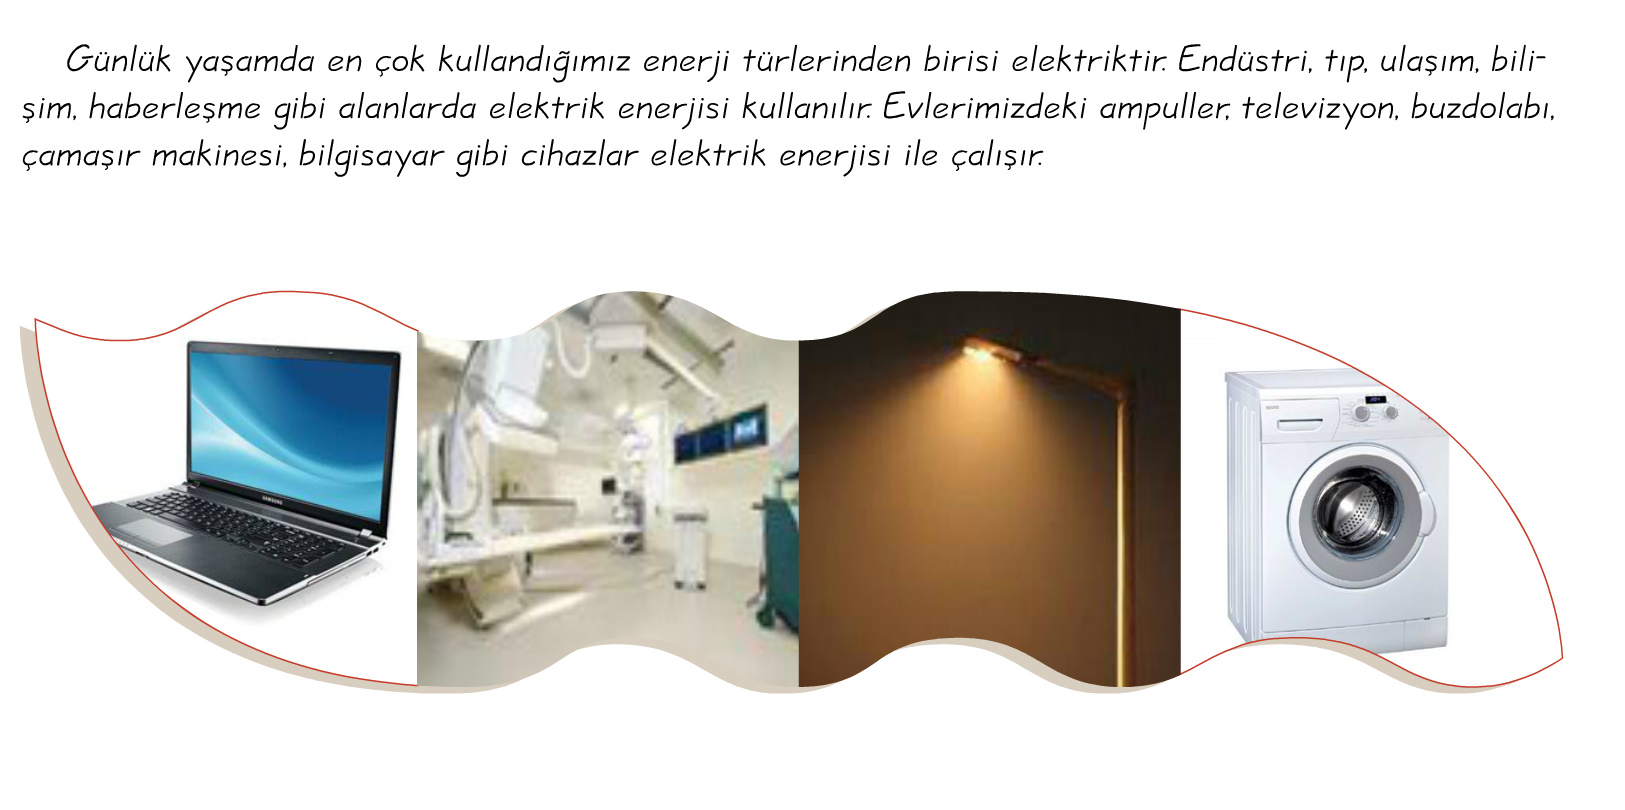 Günlük yaşamda en çok kullandığımız enerji türlerinden birisi elektriktir. Endüstri, tıp, ulaşım, bili-
şim, haberleşme gibi alanlarda elektrik enerjisi kullanılır. Evlerimizdeki ampuller, televizyon, buzdolabı,
çamaşır makinesi, bilgisayar gibi cihazlar elektrik enerjisi ile çalışır.
SAMSUNG